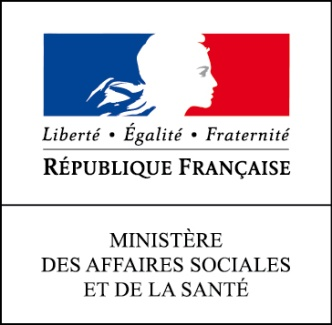 Liberté • Égalité • Fraternité
RÉPUBLIQUE FRANÇAISE
MINISTÈRE
DES AFFAIRES SOCIALES
ET DE LA SANTÉ